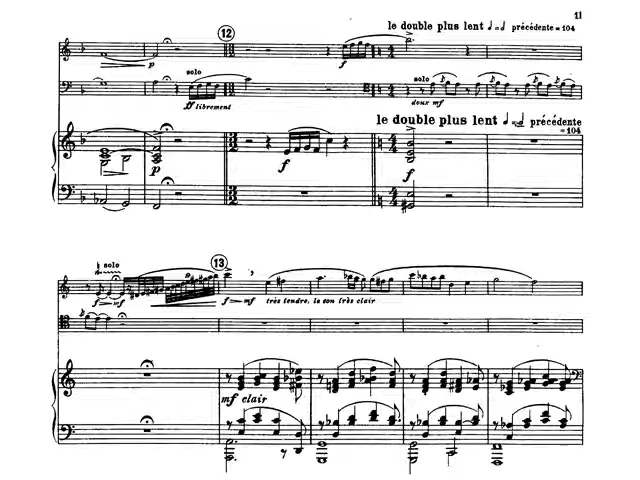 11
12
le double plus lent précédente = 104
p
solo
ff librement
f
solo
doux mf
le double plus lent précédente
= 104
p
f
f
solo
13
f mf
f mf
très tendre, le son très clair
mf clair